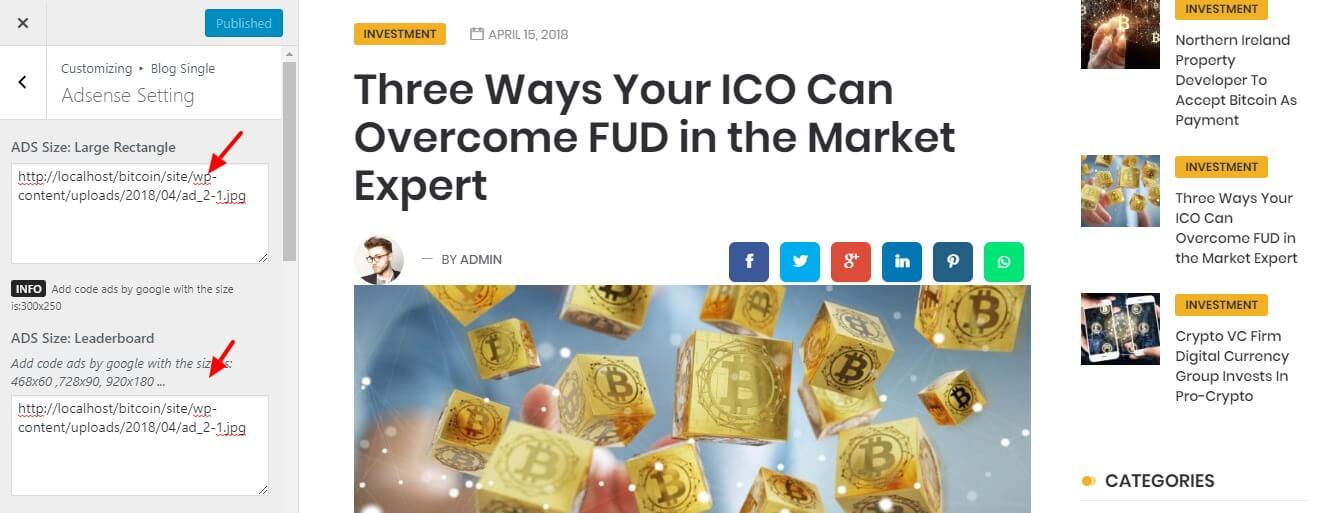 Published
Customizing ▸ Blog Single
Adsense Setting
ADS Size: Large Rectangle
http://localhost/bitcoin/site/wp-
content/uploads/2018/04/ad_2-1.jpg
INFO Add code ads by google with the size
is:300x250
ADS Size: Leaderboard
Add code ads by google with the size is:
468x60 ,728x90, 920x180 ...
http://localhost/bitcoin/site/wp-
content/uploads/2018/04/ad_2-1.jpg
INVESTMENT APRIL 15, 2018
Three Ways Your ICO Can
Overcome FUD in the Market
Expert
— BY ADMIN
INVESTMENT
Northern Ireland
Property
Developer To
Accept Bitcoin As
Payment
INVESTMENT
Three Ways Your
ICO Can
Overcome FUD in
the Market Expert
INVESTMENT
Crypto VC Firm
Digital Currency
Group Invests In
Pro-Crypto
CATEGORIES